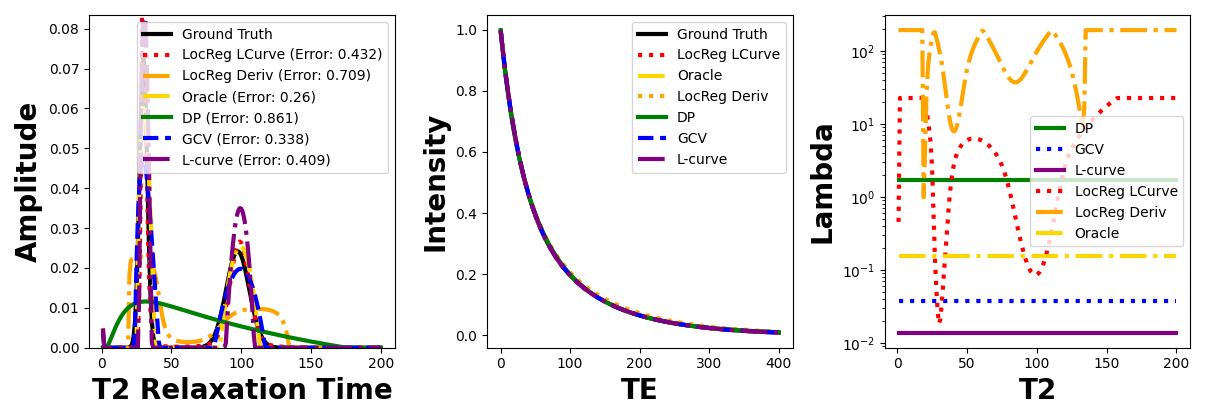 Amplitude
0.08
0.07
0.06
0.05
0.04
0.03
0.02
0.01
0.00
0 50 100 150 200
T2 Relaxation Time
Ground Truth
LocReg LCurve (Error: 0.432)
LocReg Deriv (Error: 0.709)
Oracle (Error: 0.26)
DP (Error: 0.861)
GCV (Error: 0.338)
L-curve (Error: 0.409)
Intensity
1.0
0.8
0.6
0.4
0.2
0.0
0 100 200 300 400
TE
Ground Truth
LocReg LCurve
Oracle
LocReg Deriv
DP
GCV
L-curve
Lambda
10²
10¹
10⁰
10⁻¹
10⁻²
0 50 100 150 200
T2
DP
GCV
L-curve
LocReg LCurve
LocReg Deriv
Oracle